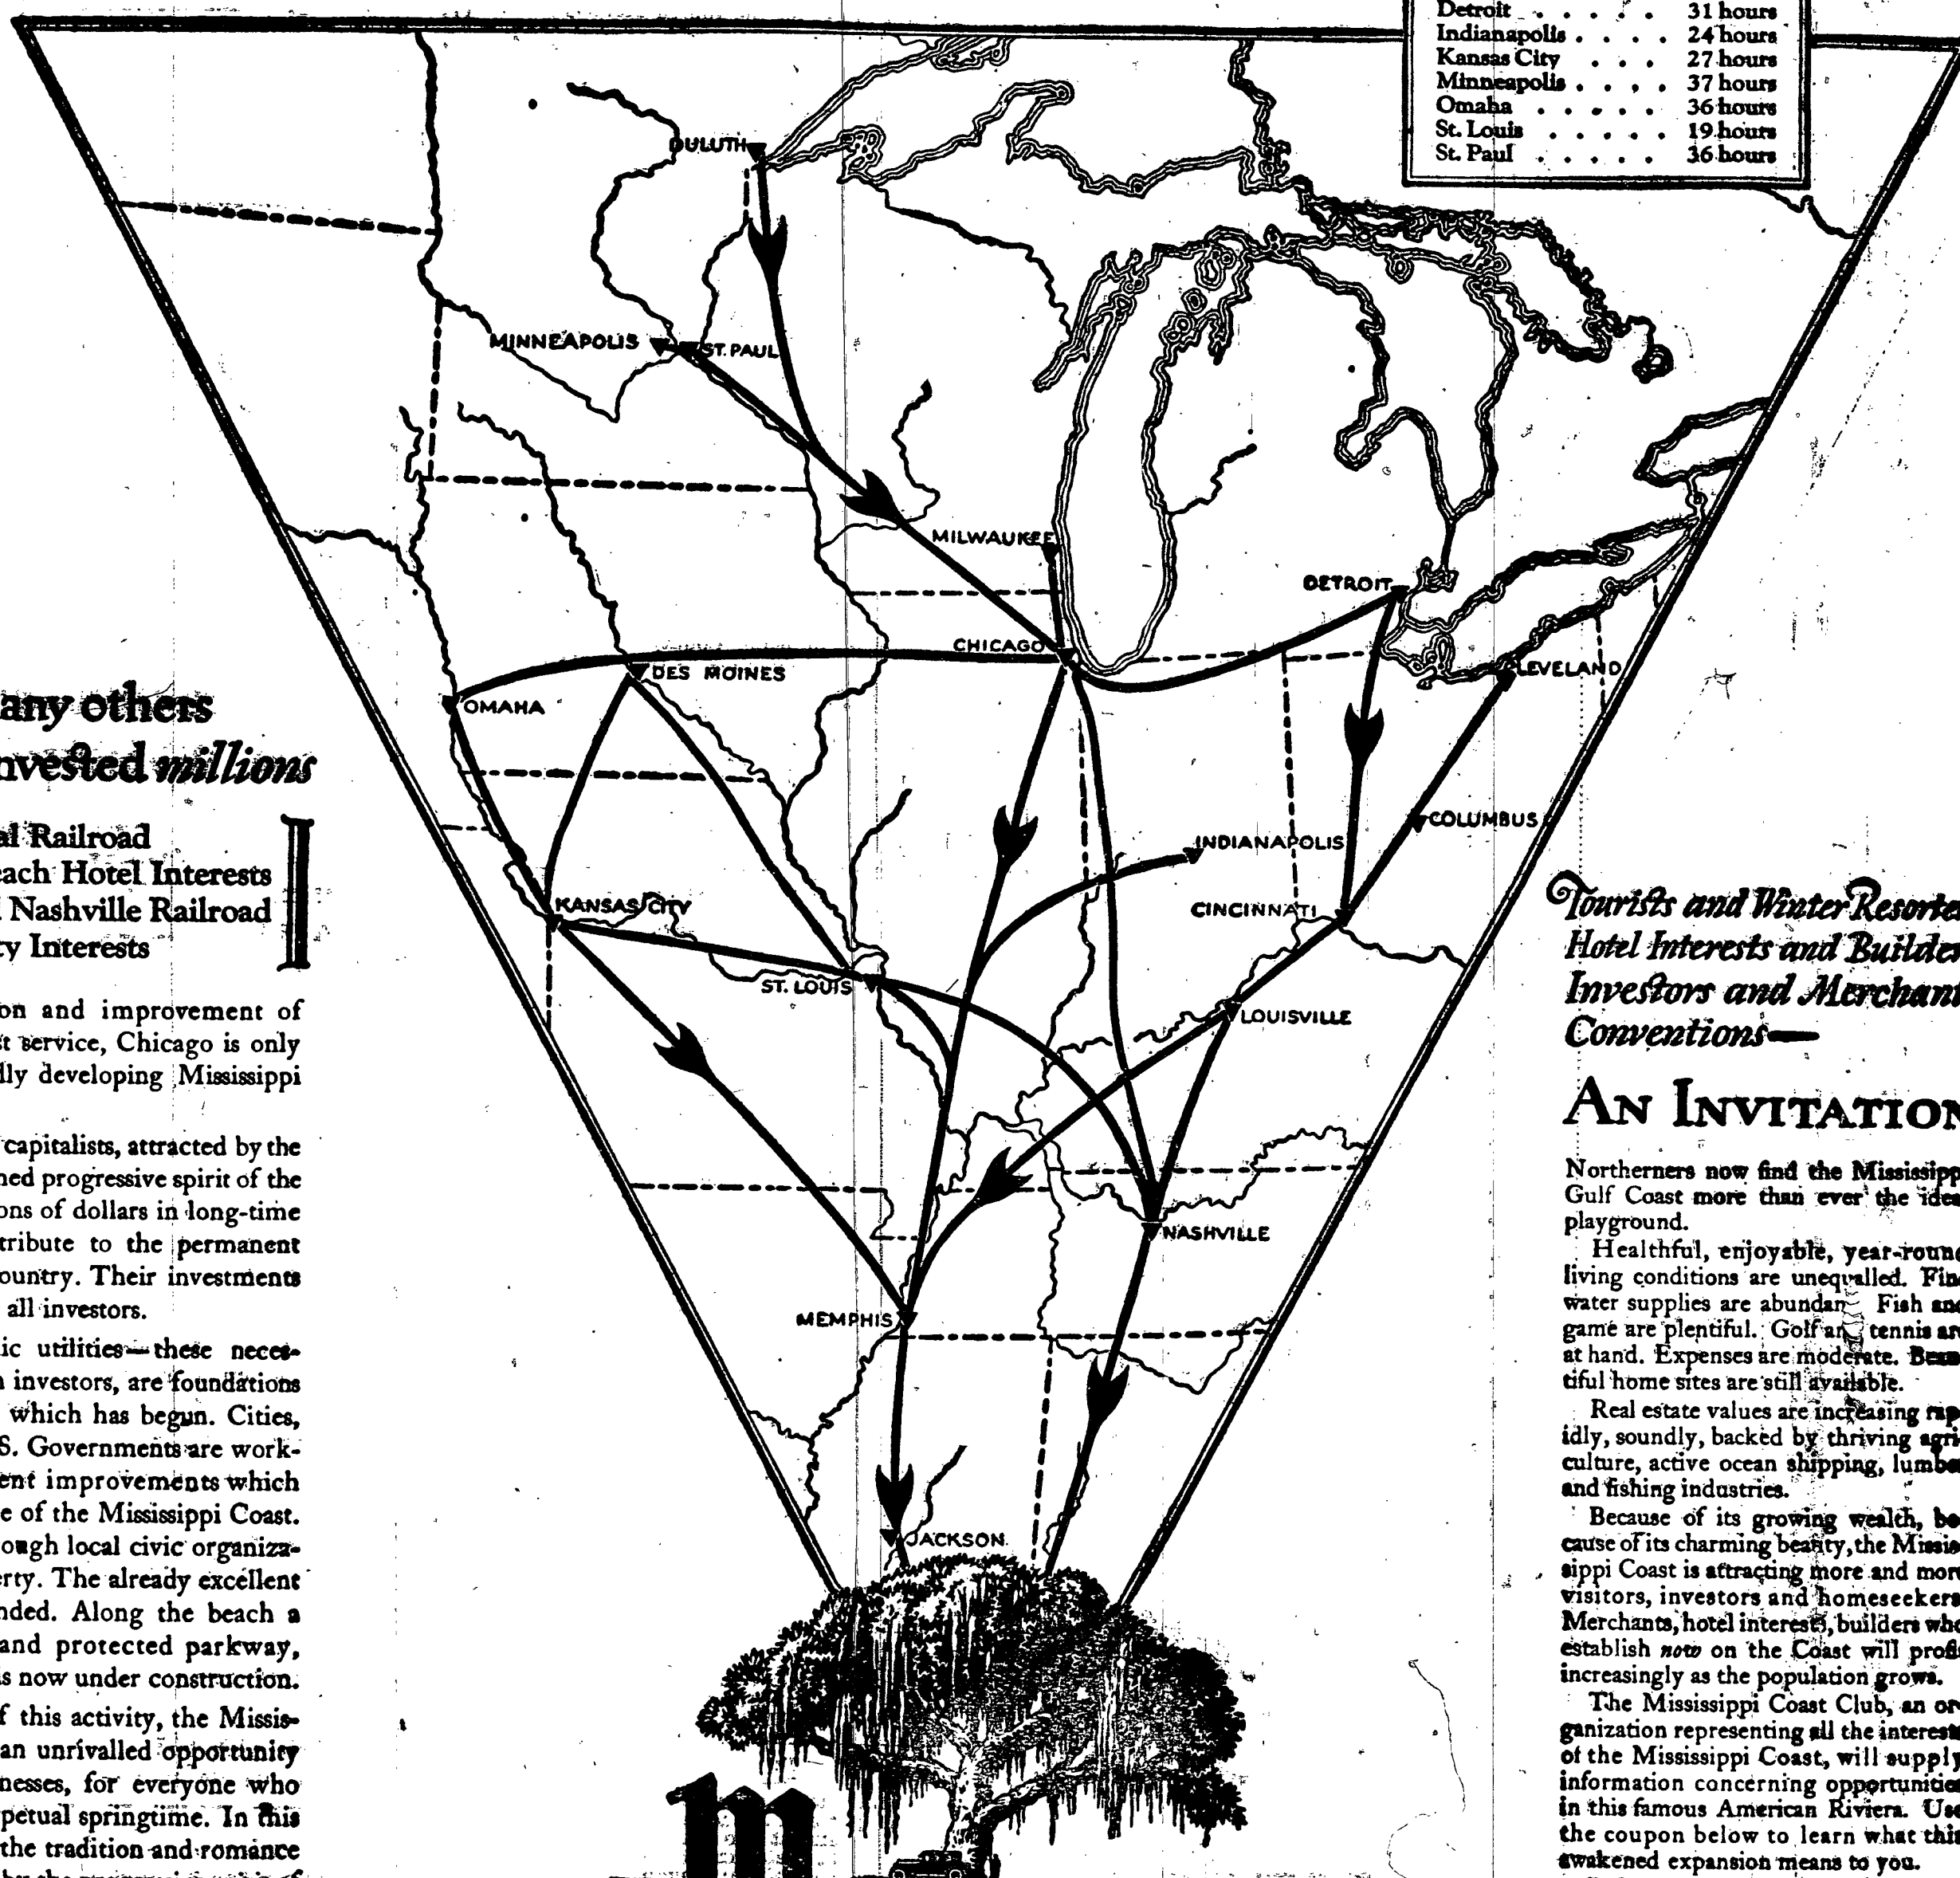 Detroit . . . . . 31 hours
Indianapolis . . . . 24 hours
Kansas City . . . 27 hours
Minneapolis . . . . 37 hours
Omaha . . . . . 36 hours
St. Louis . . . . . 19 hours
St. Paul . . . . . 36 hours
DULUTH
MINNEAPOLIS
ST. PAUL
MILWAUKEE
DETROIT
CHICAGO
CLEVELAND
DES MOINES
OMAHA
COLUMBUS
INDIANAPOLIS
KANSAS CITY
CINCINNATI
ST. LOUIS
LOUISVILLE
NASHVILLE
MEMPHIS
JACKSON
any others
nvested millions
al Railroad
each Hotel Interests
Nashville Railroad
ty Interests
on and improvement of
st service, Chicago is only
lly developing Mississippi
capitalists, attracted by the
ned progressive spirit of the
ons of dollars in long-time
tribute to the permanent
ountry. Their investments
all investors.
ic utilities—these neces-
n investors, are foundations
which has begun. Cities,
S. Governments are work-
ent improvements which
e of the Mississippi Coast.
ough local civic organiza-
erty. The already excellent
nded. Along the beach a
and protected parkway,
s now under construction.
f this activity, the Missis-
an unrivalled opportunity
nesses, for everyone who
petual springtime. In this
the tradition and romance
m
Tourists and Winter Resorte
Hotel Interests and Builder
Investors and Merchant
Conventions—
AN INVITATION
Northerners now find the Mississipp
Gulf Coast more than ever the idea
playground.
Healthful, enjoyable, year-round
living conditions are unequalled. Fine
water supplies are abundan Fish and
game are plentiful. Golf and tennis are
at hand. Expenses are moderate. Beau-
tiful home sites are still available.
Real estate values are increasing rap-
idly, soundly, backed by thriving agri-
culture, active ocean shipping, lumber
and fishing industries.
Because of its growing wealth, be-
cause of its charming beauty, the Missis-
sippi Coast is attracting more and more
visitors, investors and homeseekers.
Merchants, hotel interests, builders who
establish now on the Coast will profit
increasingly as the population grows.
The Mississippi Coast Club, an or-
ganization representing all the interests
of the Mississippi Coast, will supply
information concerning opportunities
in this famous American Riviera. Use
the coupon below to learn what this
awakened expansion means to you.